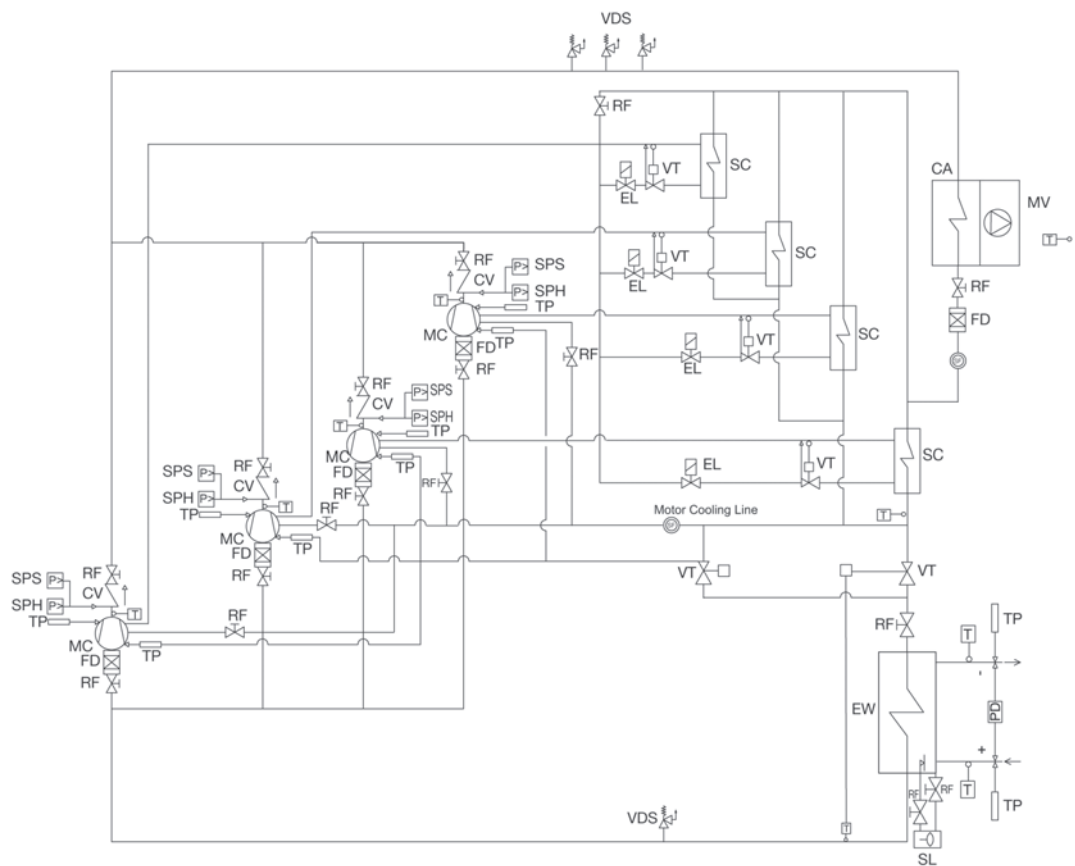 VDS
RF
SC
VT
EL
CA
MV
T
RF
CV
P> SPS
T
P> SPH
TP
MC
FD
TP
RF
RF
VT
SC
EL
RF
FD
VT
SC
EL
RF
CV
P> SPS
T
P> SPH
TP
MC
FD
TP
RF
RF
EL
VT
SC
SPS P>
RF
CV
SPH P>
T
TP
MC
FD
TP
RF
RF
Motor Cooling Line
T
VT
VT
SPS P>
RF
CV
SPH P>
T
TP
MC
FD
TP
RF
RF
RF
TP
T
-
EW
PD
+
T
TP
RF
RF
VDS
T
SL